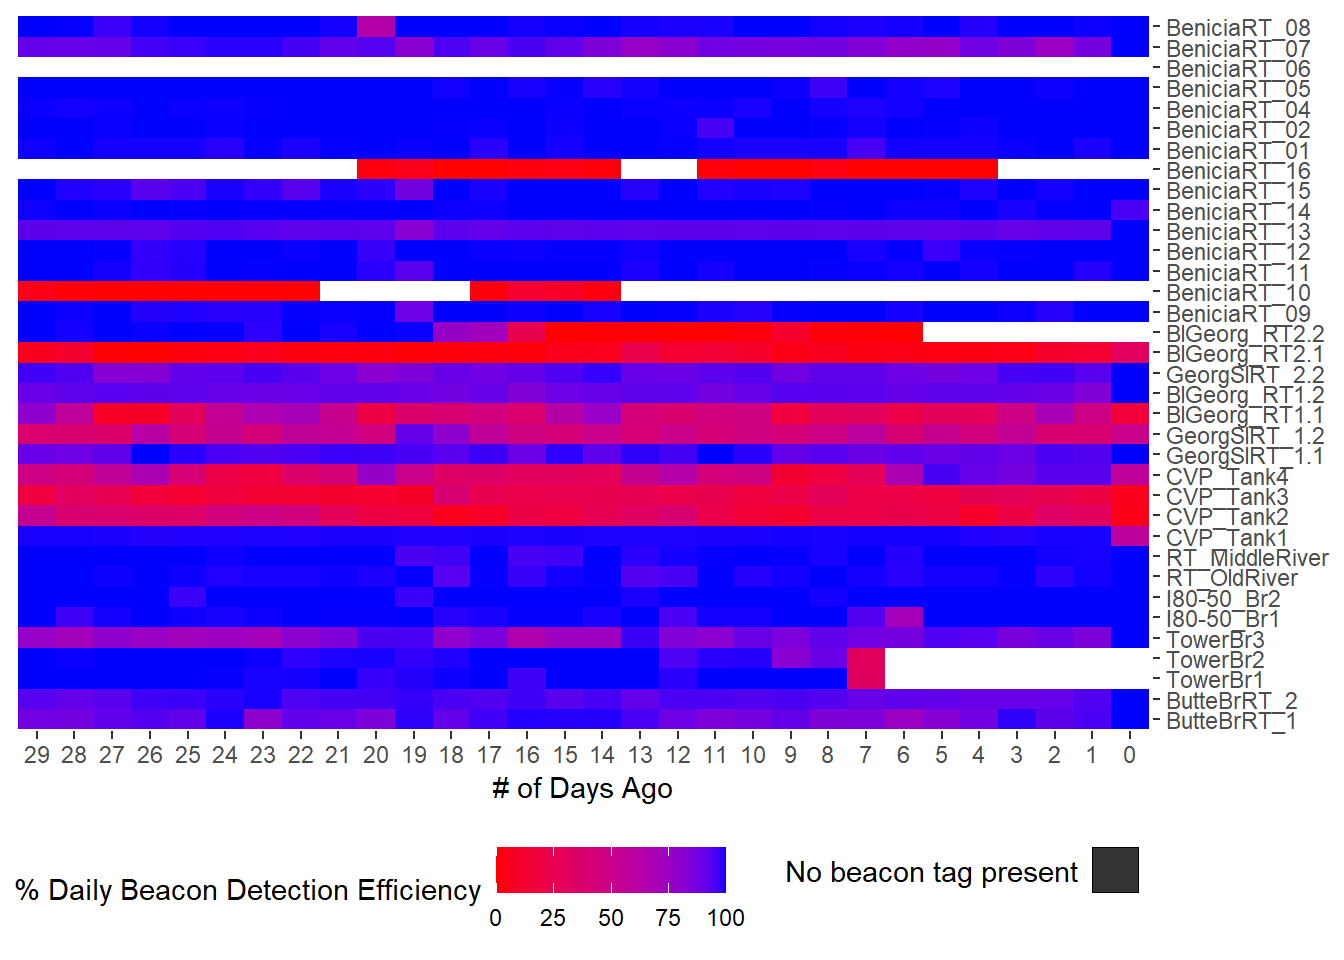 BeniciaRT_08
BeniciaRT_07
BeniciaRT_06
BeniciaRT_05
BeniciaRT_04
BeniciaRT_02
BeniciaRT_01
BeniciaRT_16
BeniciaRT_15
BeniciaRT_14
BeniciaRT_13
BeniciaRT_12
BeniciaRT_11
BeniciaRT_10
BeniciaRT_09
BlGeorg_RT2.2
BlGeorg_RT2.1
GeorgSlRT_2.2
BlGeorg_RT1.2
BlGeorg_RT1.1
GeorgSlRT_1.2
GeorgSlRT_1.1
CVP_Tank4
CVP_Tank3
CVP_Tank2
CVP_Tank1
RT_MiddleRiver
RT_OldRiver
I80-50_Br2
I80-50_Br1
TowerBr3
TowerBr2
TowerBr1
ButteBrRT_2
ButteBrRT_1
29 28 27 26 25 24 23 22 21 20 19 18 17 16 15 14 13 12 11 10 9 8 7 6 5 4 3 2 1 0
# of Days Ago
% Daily Beacon Detection Efficiency
0 25 50 75 100
No beacon tag present